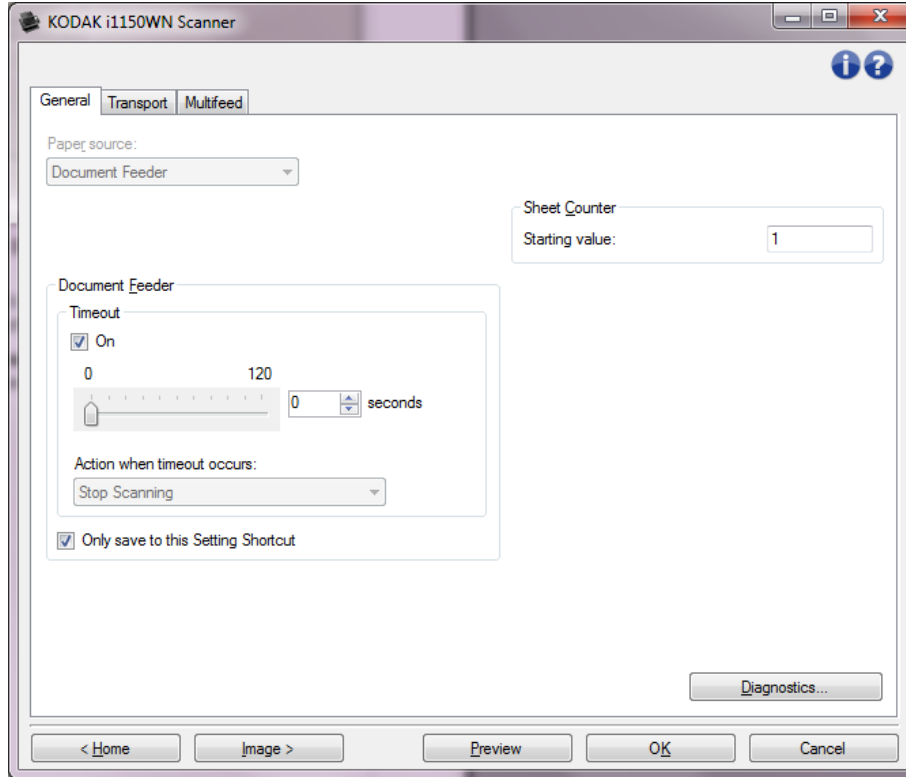 KODAK i1150WN Scanner
General Transport Multifeed
Paper source:
Document Feeder
Sheet Counter
Starting value: 1
Document Feeder
Timeout
On
0 120
0 seconds
Action when timeout occurs:
Stop Scanning
Only save to this Setting Shortcut
Diagnostics...
< Home Image > Preview OK Cancel